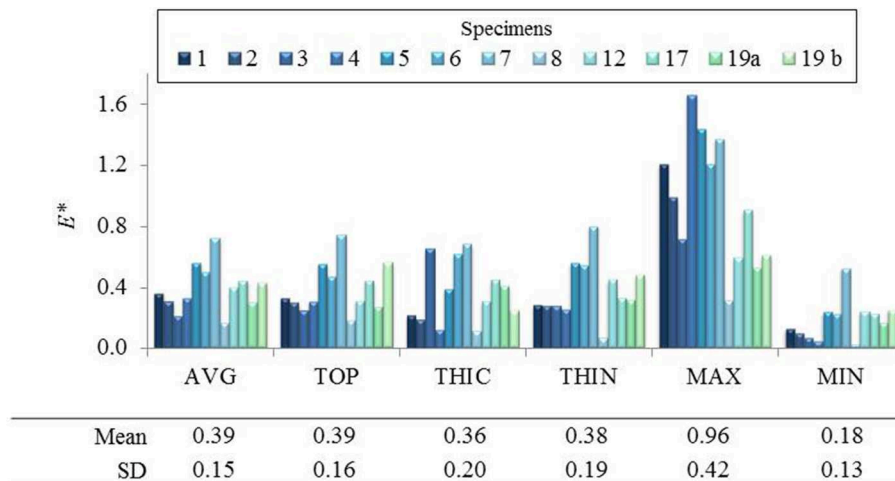 Specimens
1 2 3 4 5 6 7 8 12 17 19a 19 b
1.6
1.2
0.8
0.4
0.0
E*
AVG TOP THIC THIN MAX MIN
Mean 0.39 0.39 0.36 0.38 0.96 0.18
SD 0.15 0.16 0.20 0.19 0.42 0.13